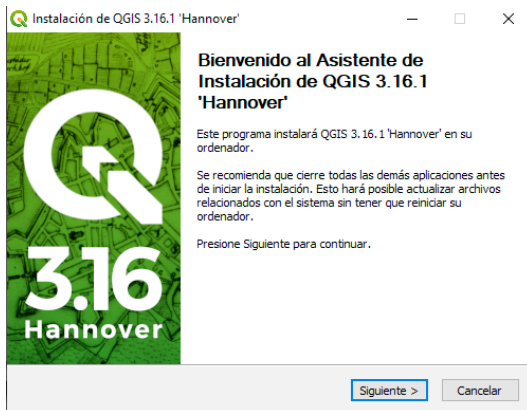 Instalación de QGIS 3.16.1 'Hannover'
Bienvenido al Asistente de
Instalación de QGIS 3.16.1
'Hannover'
Este programa instalará QGIS 3.16.1 'Hannover' en su
ordenador.
Se recomienda que cierre todas las demás aplicaciones antes
de iniciar la instalación. Esto hará posible actualizar archivos
relacionados con el sistema sin tener que reiniciar su
ordenador.
Presione Siguiente para continuar.
3.16
Hannover
Siguiente >
Cancelar